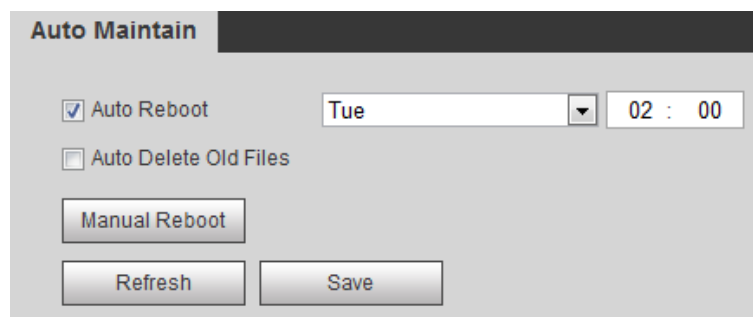 Auto Maintain
Auto Reboot Tue 02 : 00
Auto Delete Old Files
Manual Reboot
Refresh Save